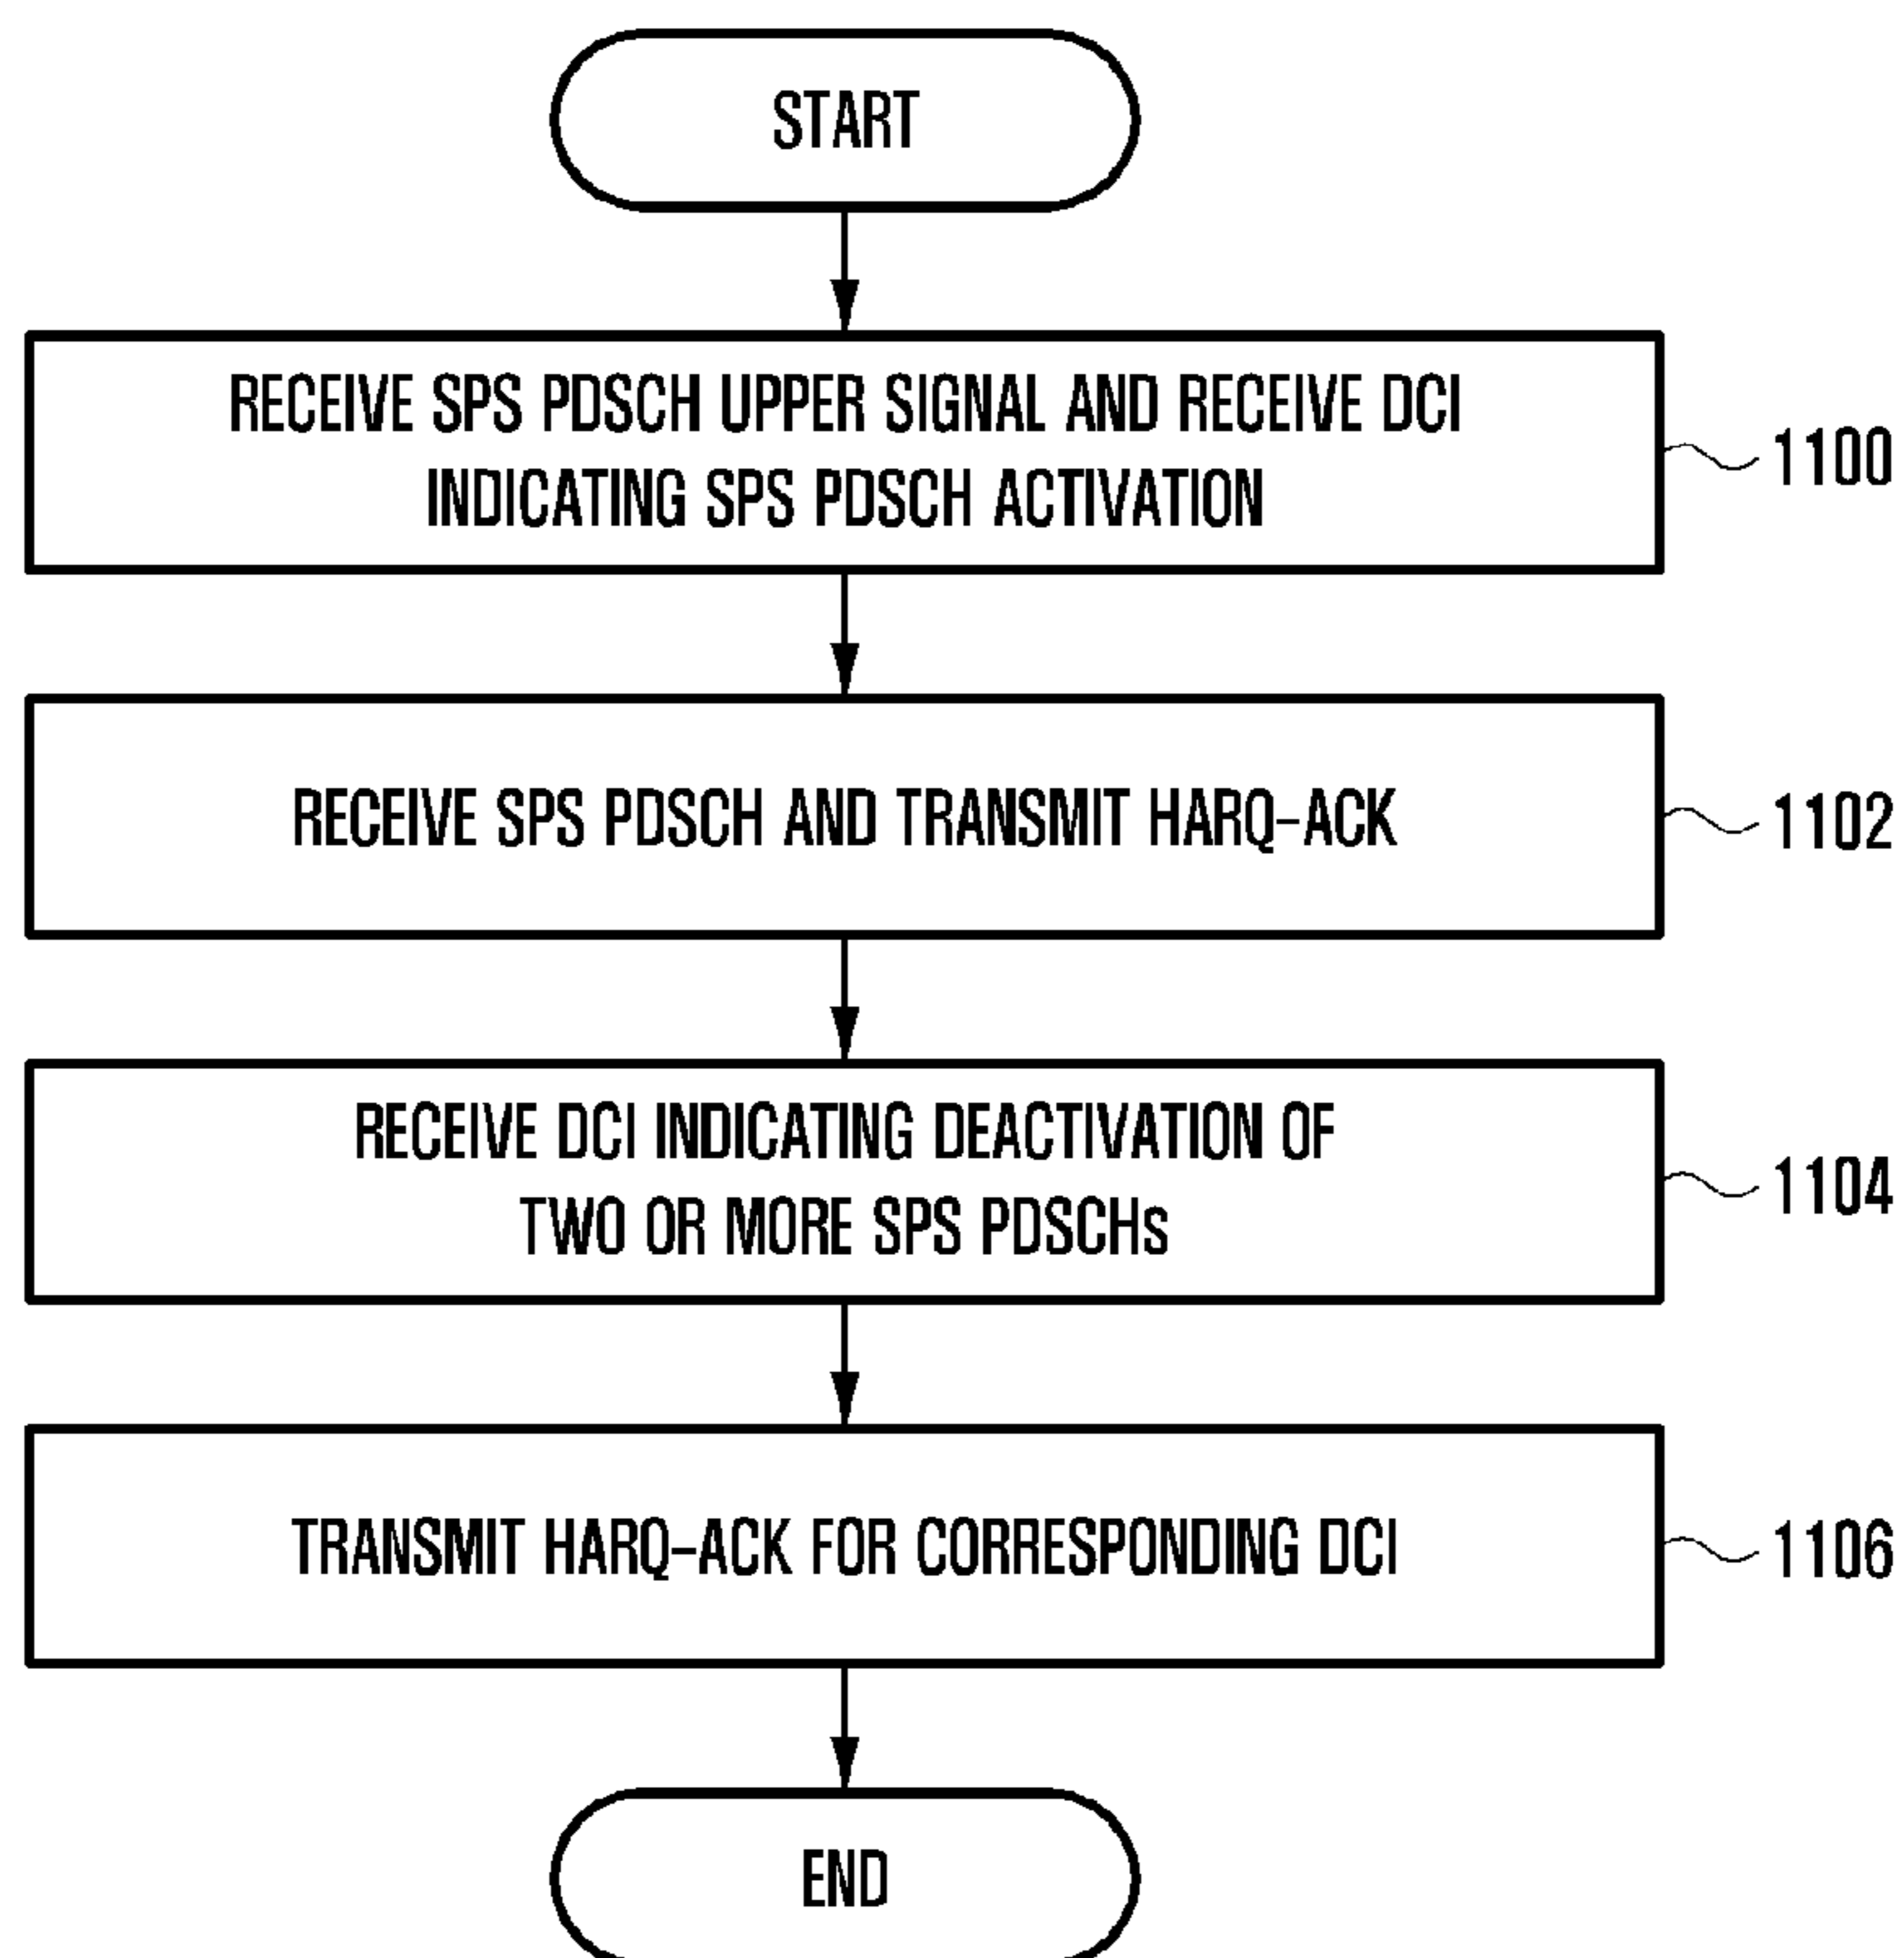 START
RECEIVE SPS PDSCH UPPER SIGNAL AND RECEIVE DCI
INDICATING SPS PDSCH ACTIVATION
1100
RECEIVE SPS PDSCH AND TRANSMIT HARQ-ACK
1102
RECEIVE DCI INDICATING DEACTIVATION OF
TWO OR MORE SPS PDSCHs
1104
TRANSMIT HARQ-ACK FOR CORRESPONDING DCI
1106
END